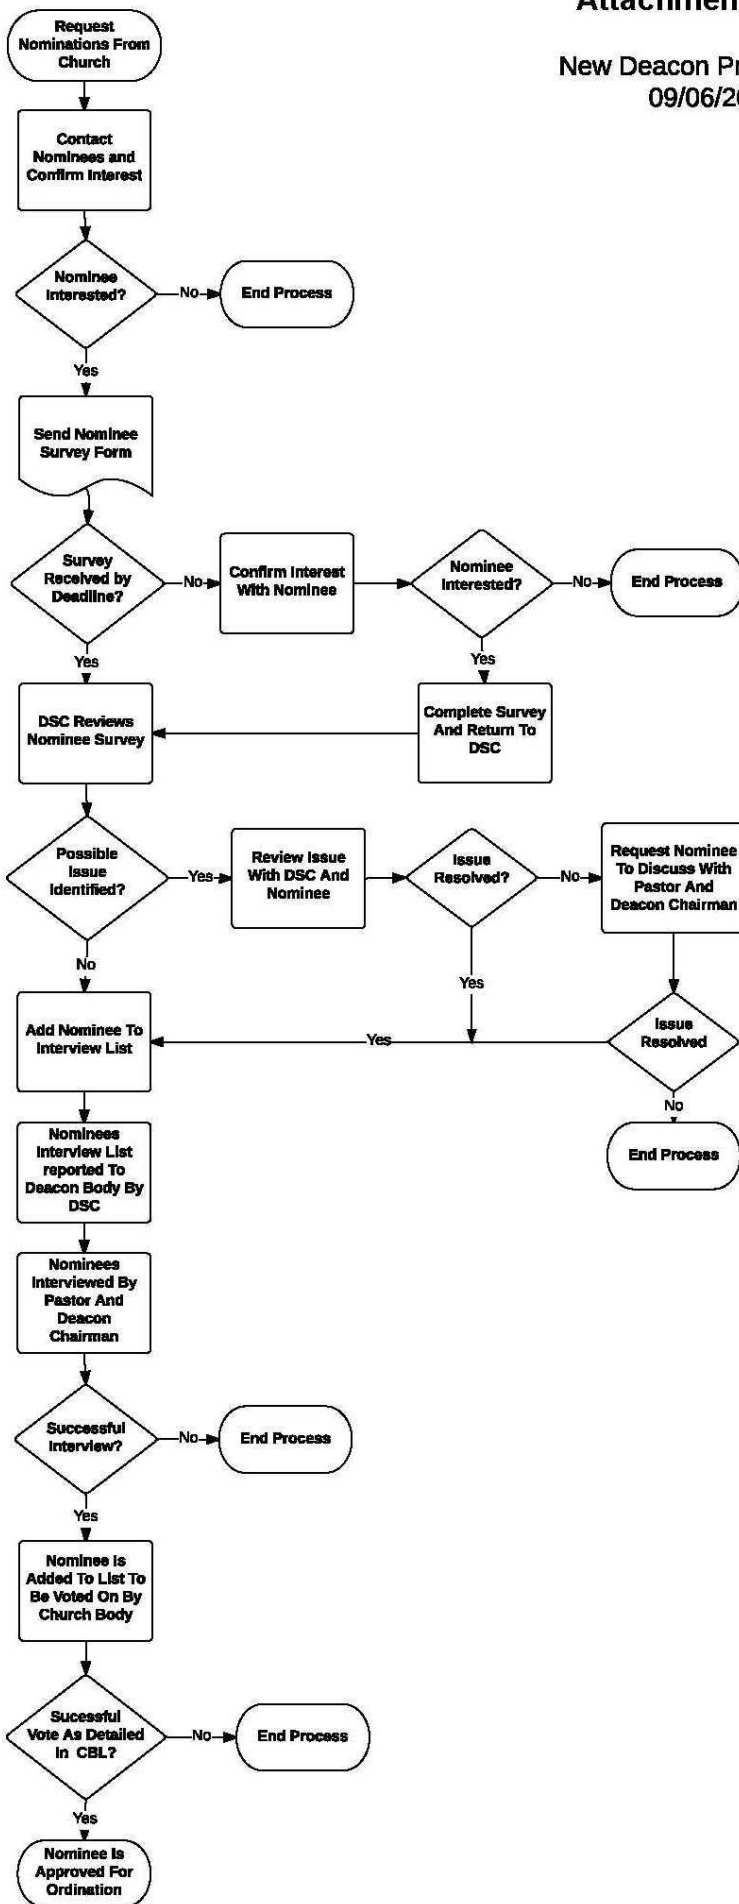 Attachmen
New Deacon Pr
09/06/20
Request
Nominations From
Church
Contact
Nominees and
Confirm Interest
Nominee
Interested?
No
End Process
Yes
Send Nominee
Survey Form
Survey
Received by
Deadline?
No
Confirm Interest
With Nominee
Nominee
Interested?
No
End Process
Yes
Yes
DSC Reviews
Nominee Survey
Complete Survey
And Return To
DSC
Possible
Issue
Identified?
Yes
Review Issue
With DSC And
Nominee
Issue
Resolved?
No
Request Nominee
To Discuss With
Pastor And
Deacon Chairman
No
Yes
Add Nominee To
Interview List
Yes
Issue
Resolved
No
End Process
Nominees
Interview List
reported To
Deacon Body By
DSC
Nominees
Interviewed By
Pastor And
Deacon
Chairman
Successful
Interview?
No
End Process
Yes
Nominee is
Added To List To
Be Voted On By
Church Body
Sucessful
Vote As Detailed
in CBL?
No
End Process
Yes
Nominee Is
Approved For
Ordination